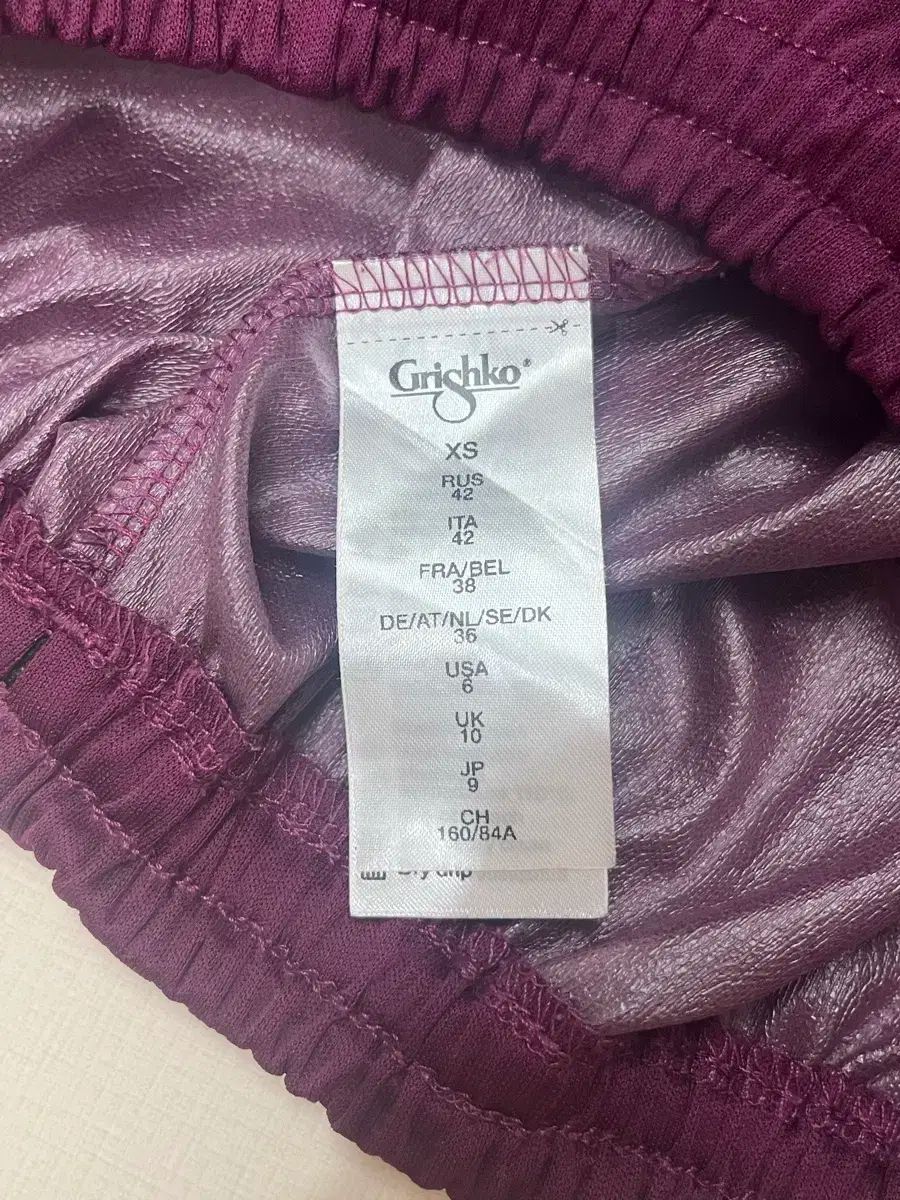 Grishko®
XS
RUS
42
ITA
42
FRA/BEL
38
DE/AT/NL/SE/DK
36
USA
6
UK
10
JP
9
CH
160/84A